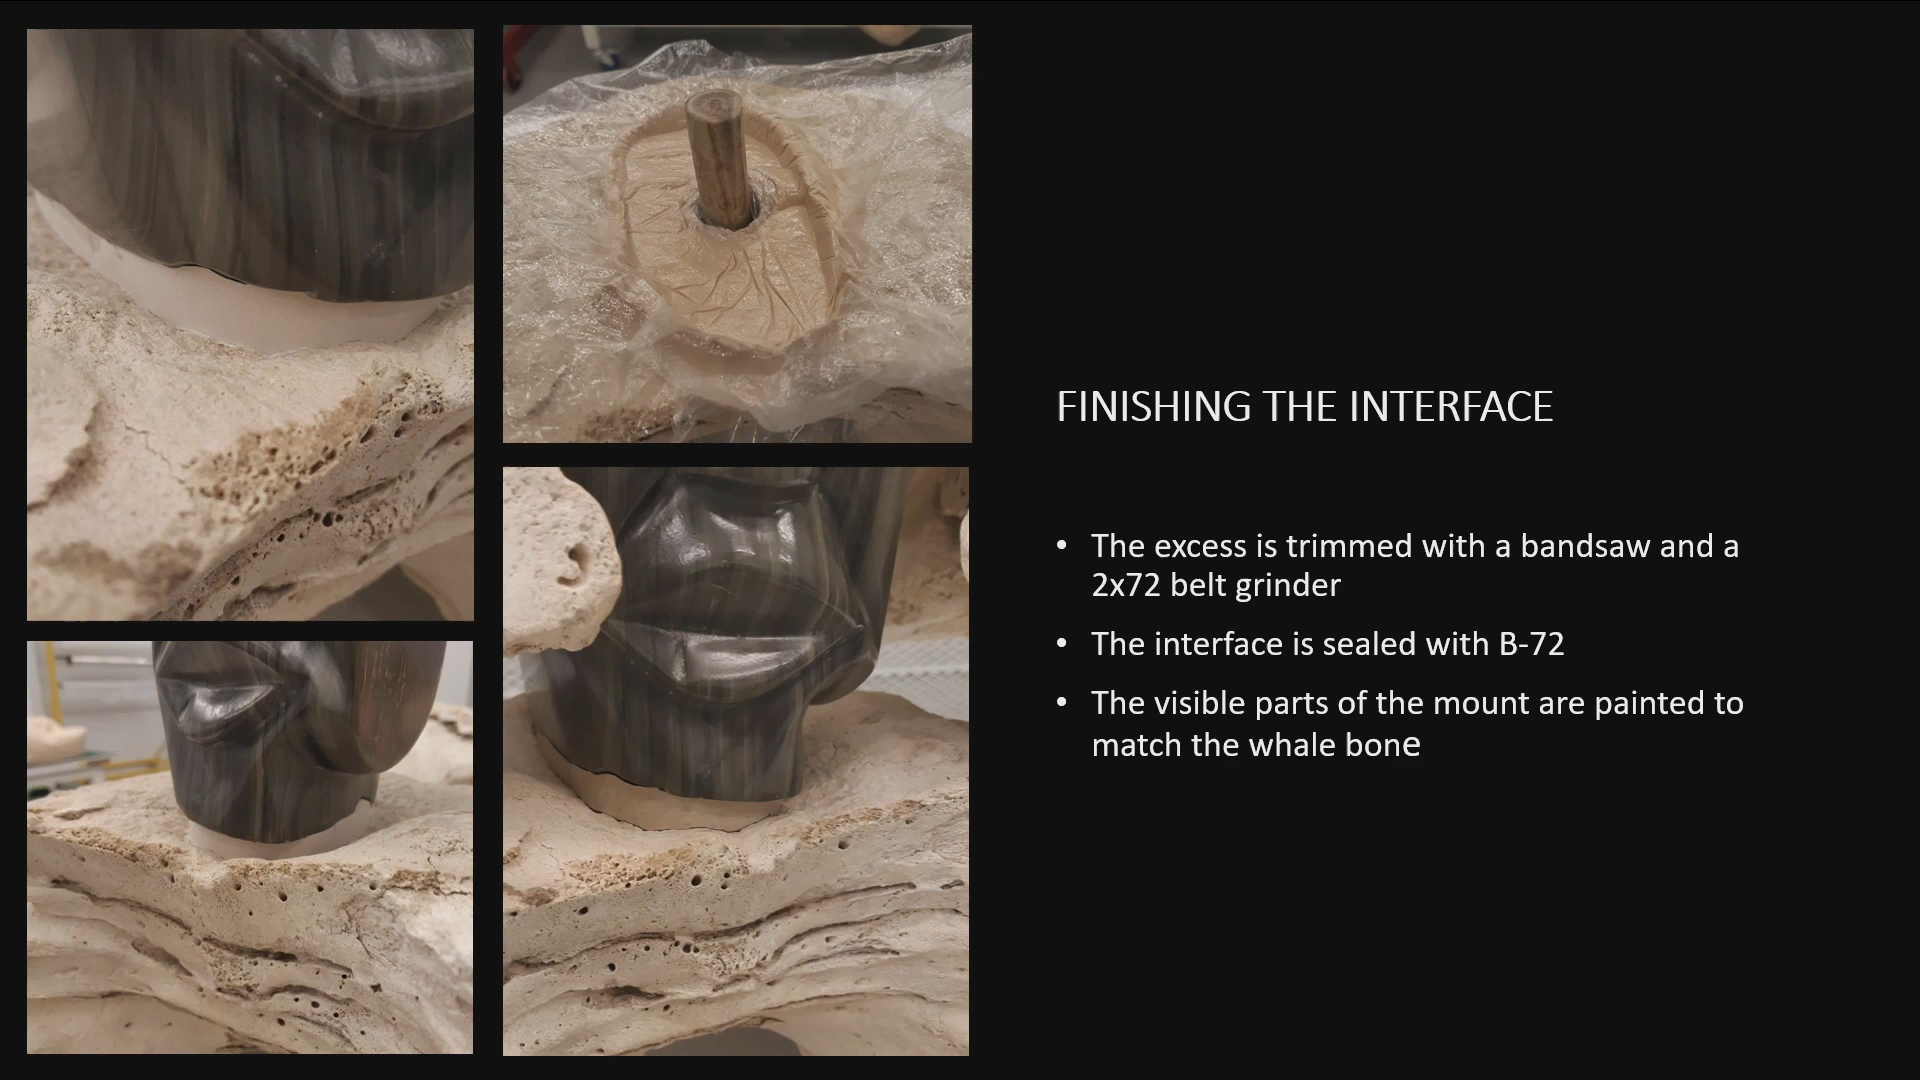 FINISHING THE INTERFACE
• The excess is trimmed with a bandsaw and a
2x72 belt grinder
• The interface is sealed with B-72
• The visible parts of the mount are painted to
match the whale bone